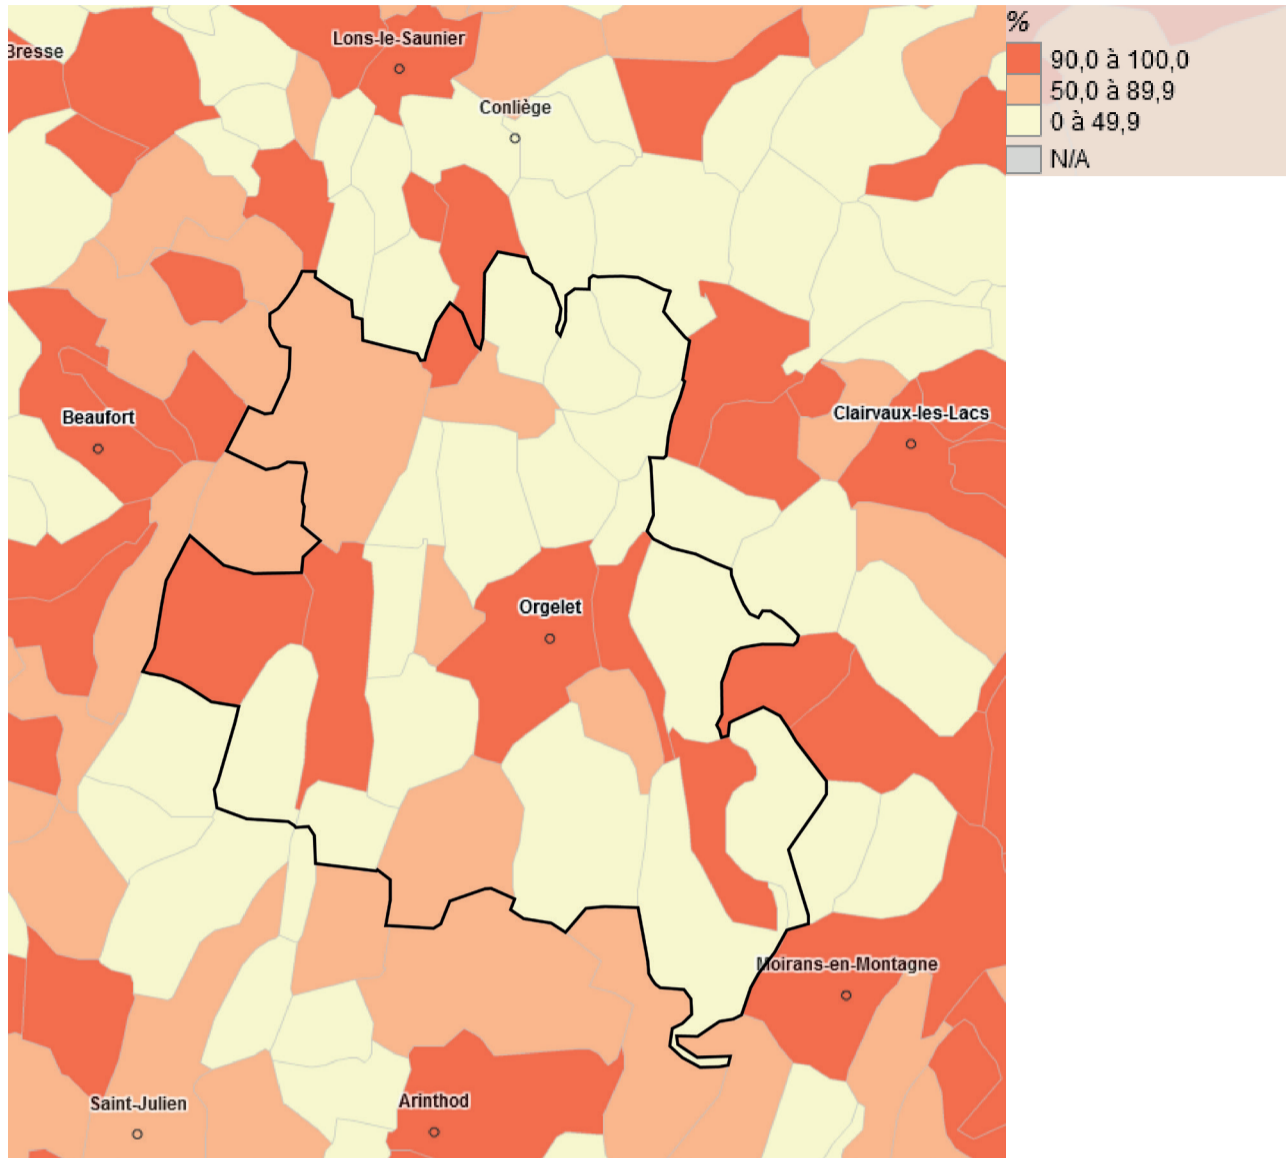 Lons-le-Saunier
Bresse
Conliège
Beaufort
Clairvaux-les-Lacs
Orgelet
Moirans-en-Montagne
Saint-Julien
Arinthod
%
90,0 à 100,0
50,0 à 89,9
0 à 49,9
N/A